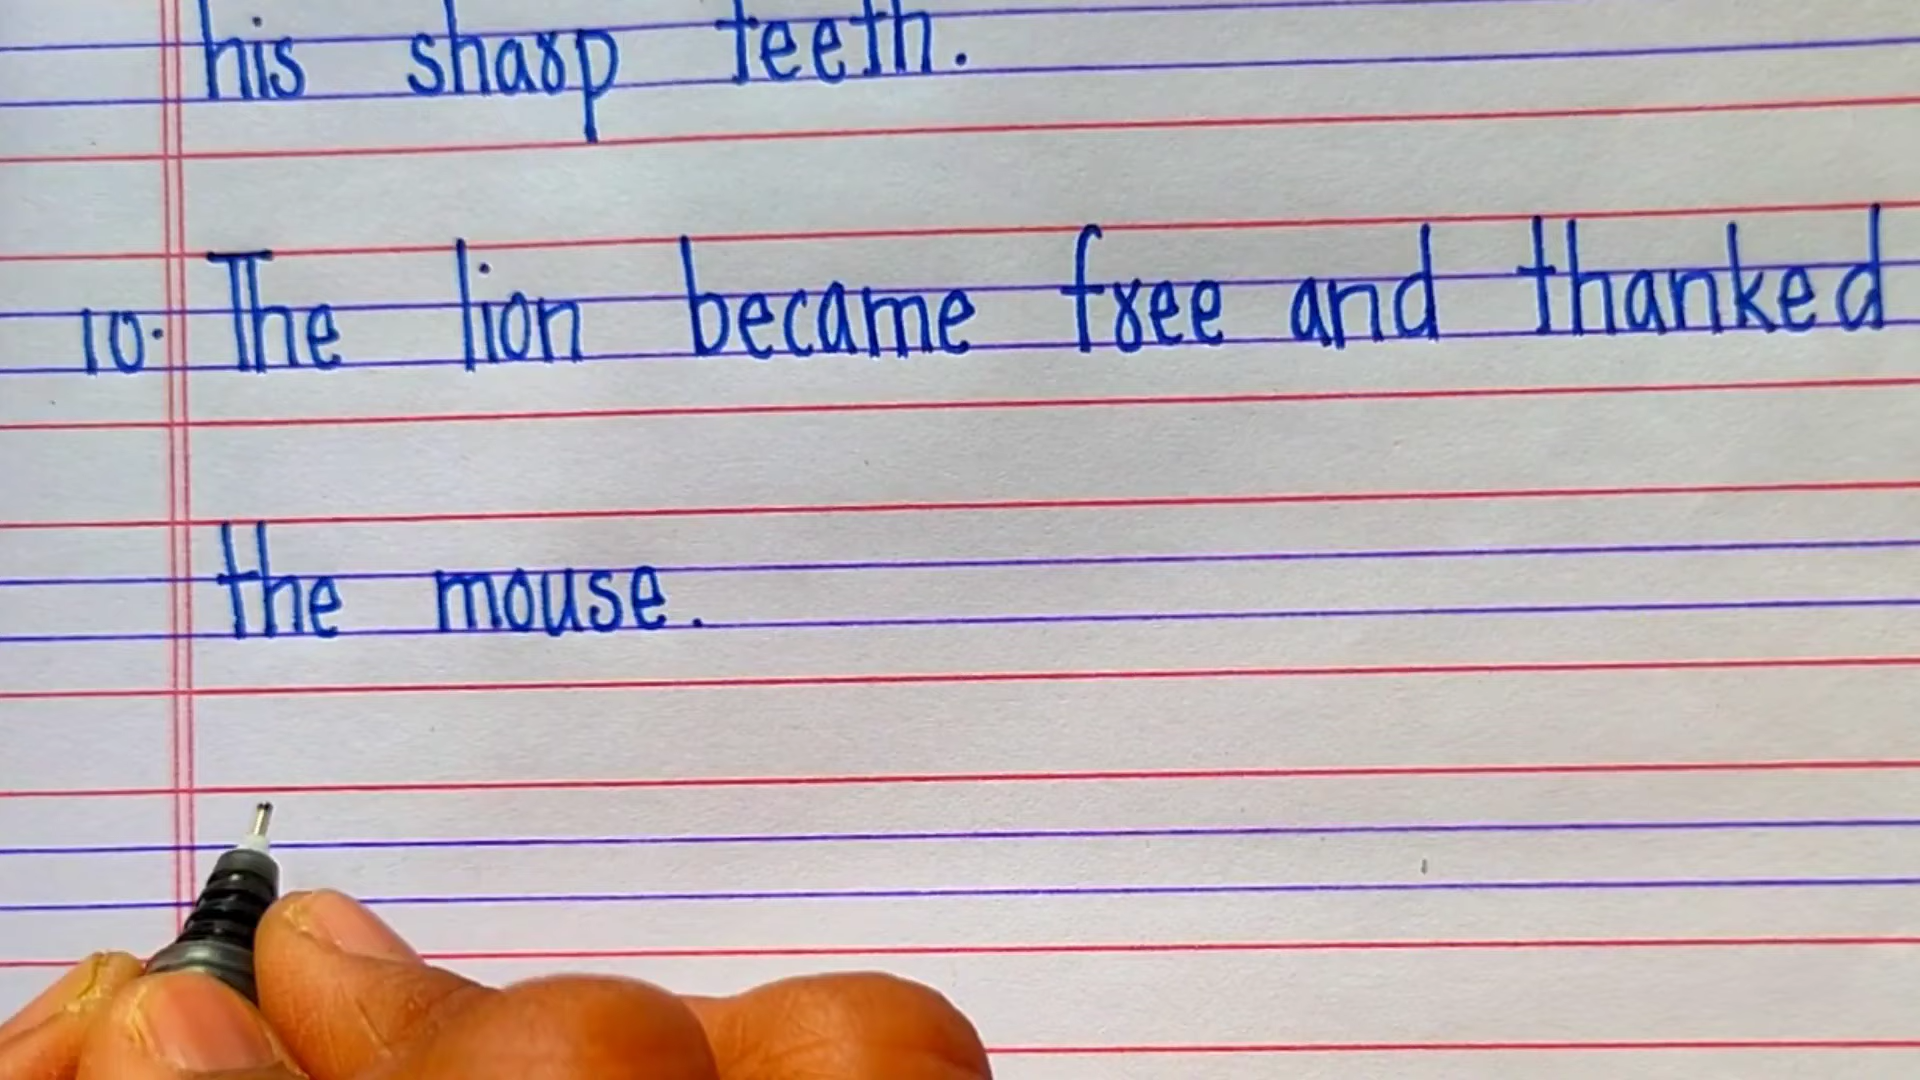 his sharp teeth.
10. The lion became free and thanked
the mouse.